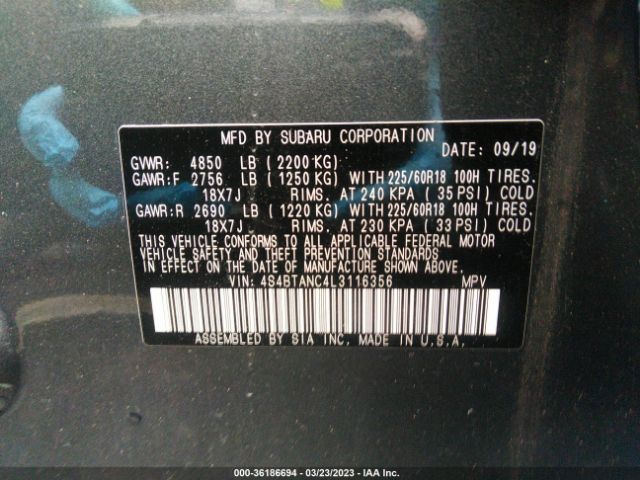 MFD BY SUBARU CORPORATION
DATE: 09/19
GVWR: 4850 LB ( 2200 KG)
GAWR:F 2756 LB ( 1250 KG) WITH 225/60R18 100H TIRES.
18X7J RIMS. AT 240 KPA ( 35 PSI) COLD
GAWR:R 2690 LB ( 1220 KG) WITH 225/60R18 100H TIRES.
18X7J RIMS. AT 230 KPA ( 33 PSI) COLD
THIS VEHICLE CONFORMS TO ALL APPLICABLE FEDERAL MOTOR
VEHICLE SAFETY AND THEFT PREVENTION STANDARDS IN EFFECT
ON THE DATE OF MANUFACTURE SHOWN ABOVE.
VIN: 4S4BTANC4L3116356 MPV
ASSEMBLED BY SIA INC. MADE IN U.S.A.
000-36186694 - 03/23/2023 - IAA Inc.